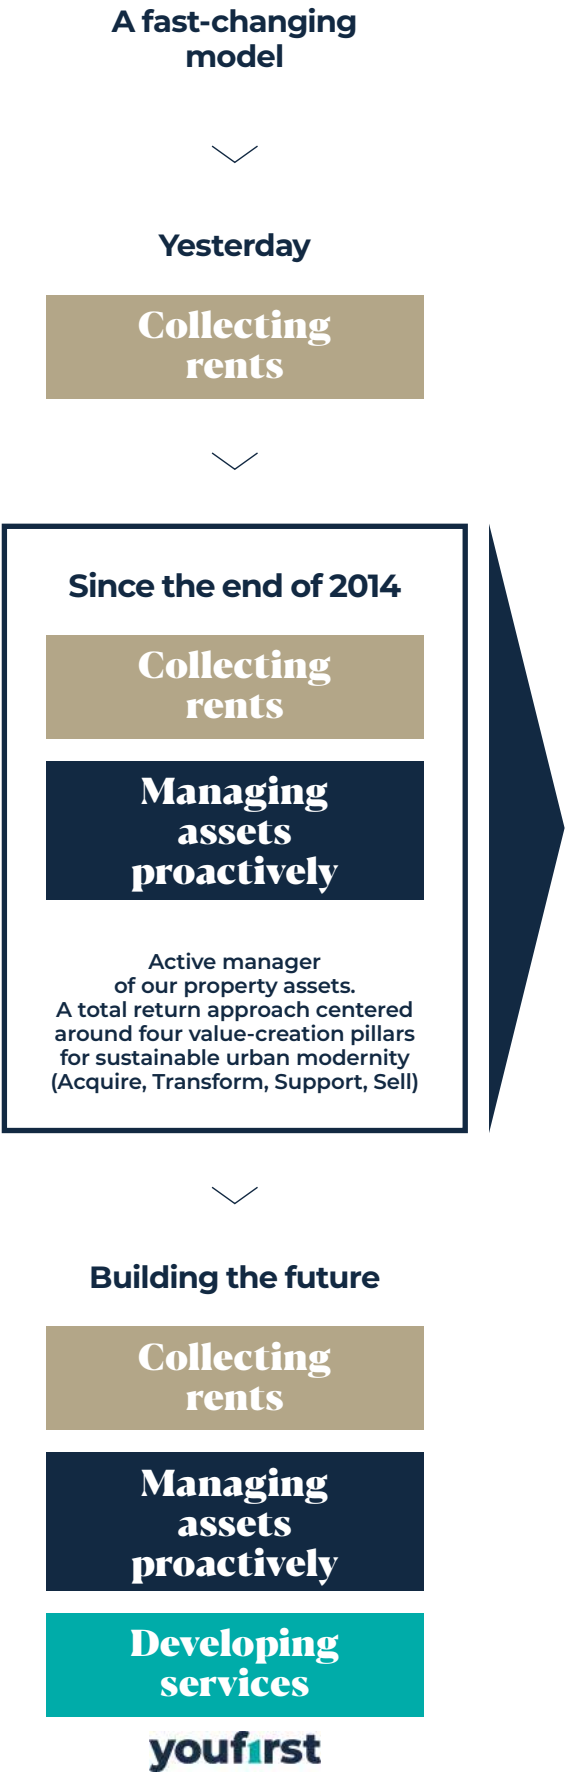 A fast-changing
model
Yesterday
Collecting
rents
Since the end of 2014
Collecting
rents
Managing
assets
proactively
Active manager
of our property assets.
A total return approach centered
around four value-creation pillars
for sustainable urban modernity
(Acquire, Transform, Support, Sell)
Building the future
Collecting
rents
Managing
assets
proactively
Developing
services
youf1rst